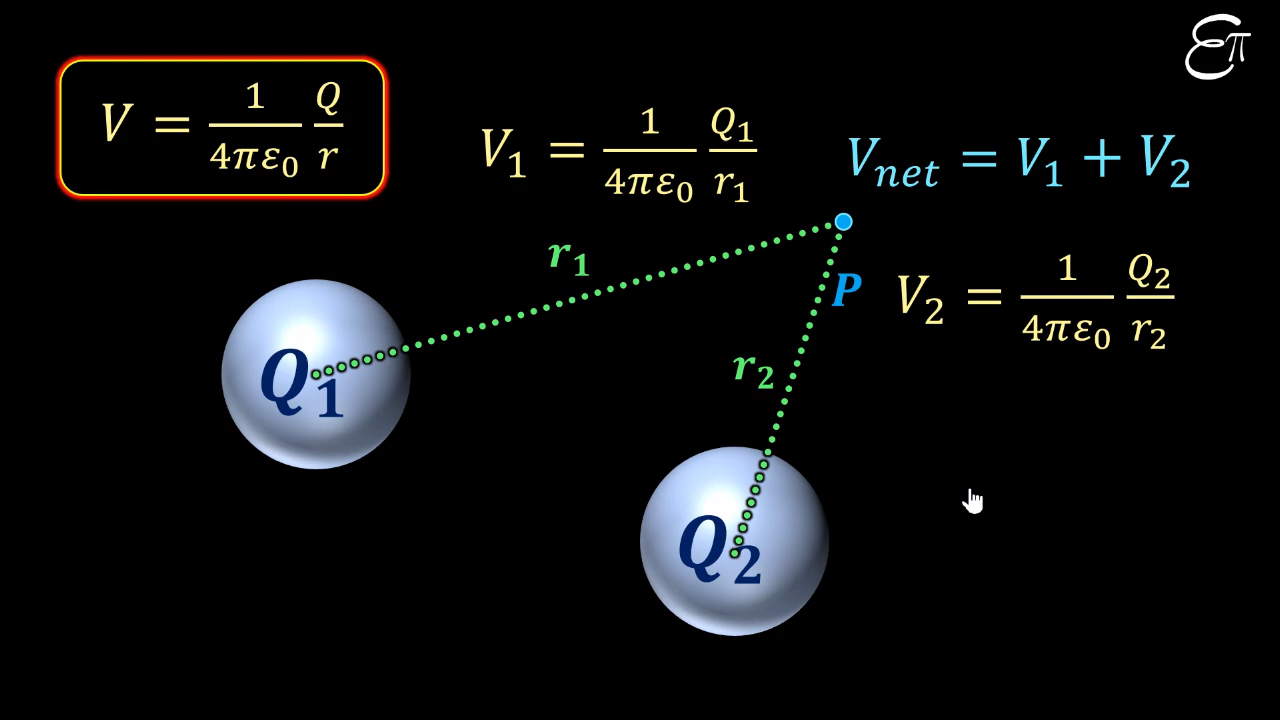 επ
V = 1/4πε₀ Q/r
V₁ = 1/4πε₀ Q₁/r₁
Vₙₑₜ = V₁ + V₂
r₁
P
V₂ = 1/4πε₀ Q₂/r₂
Q₁
r₂
Q₂